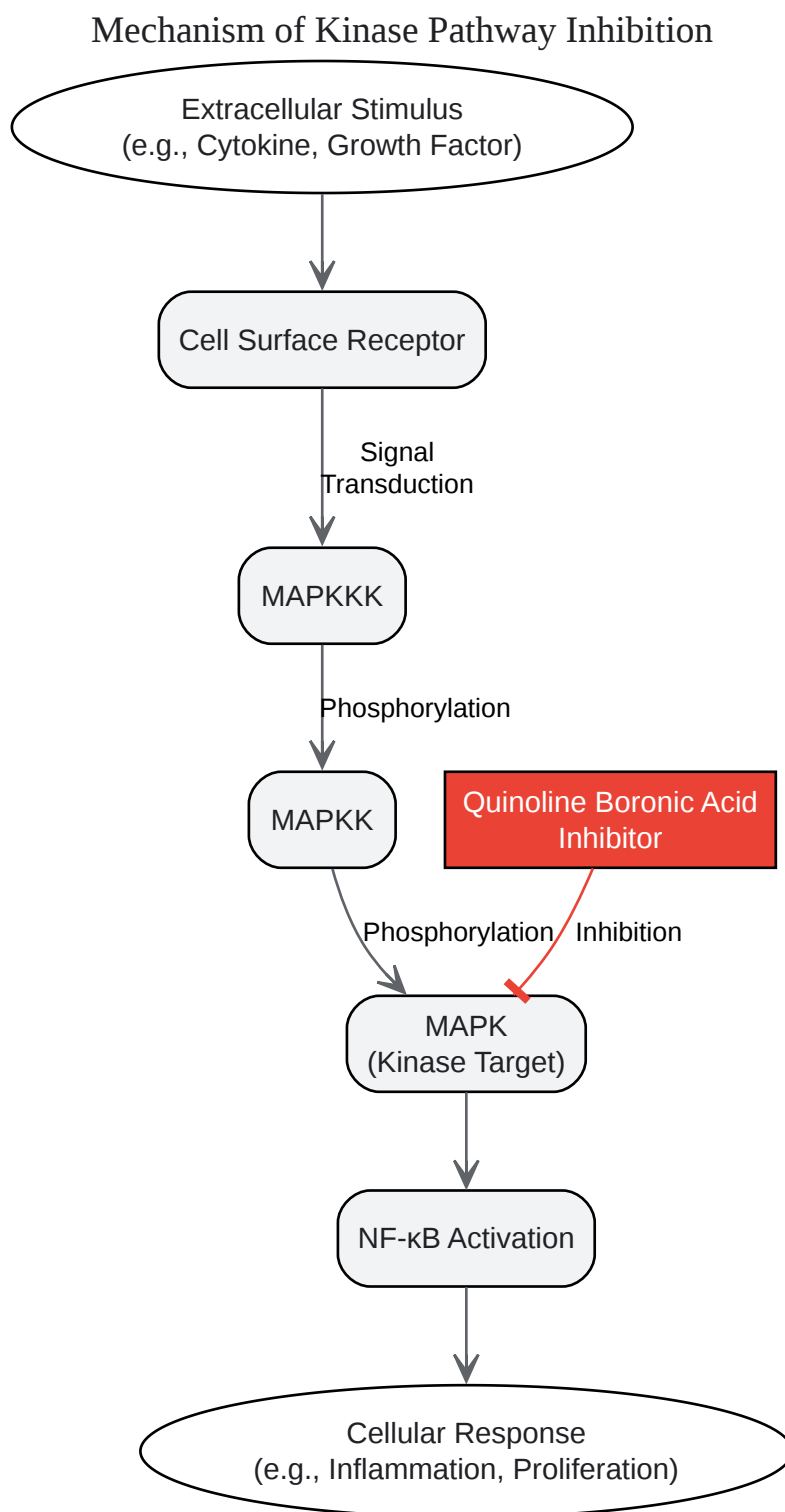 Mechanism of Kinase Pathway Inhibition
Extracellular Stimulus
(e.g., Cytokine, Growth Factor)
Cell Surface Receptor
Signal
Transduction
MAPKKK
Phosphorylation
MAPKK
Quinoline Boronic Acid
Inhibitor
Phosphorylation
Inhibition
MAPK
(Kinase Target)
NF-κB Activation
Cellular Response
(e.g., Inflammation, Proliferation)